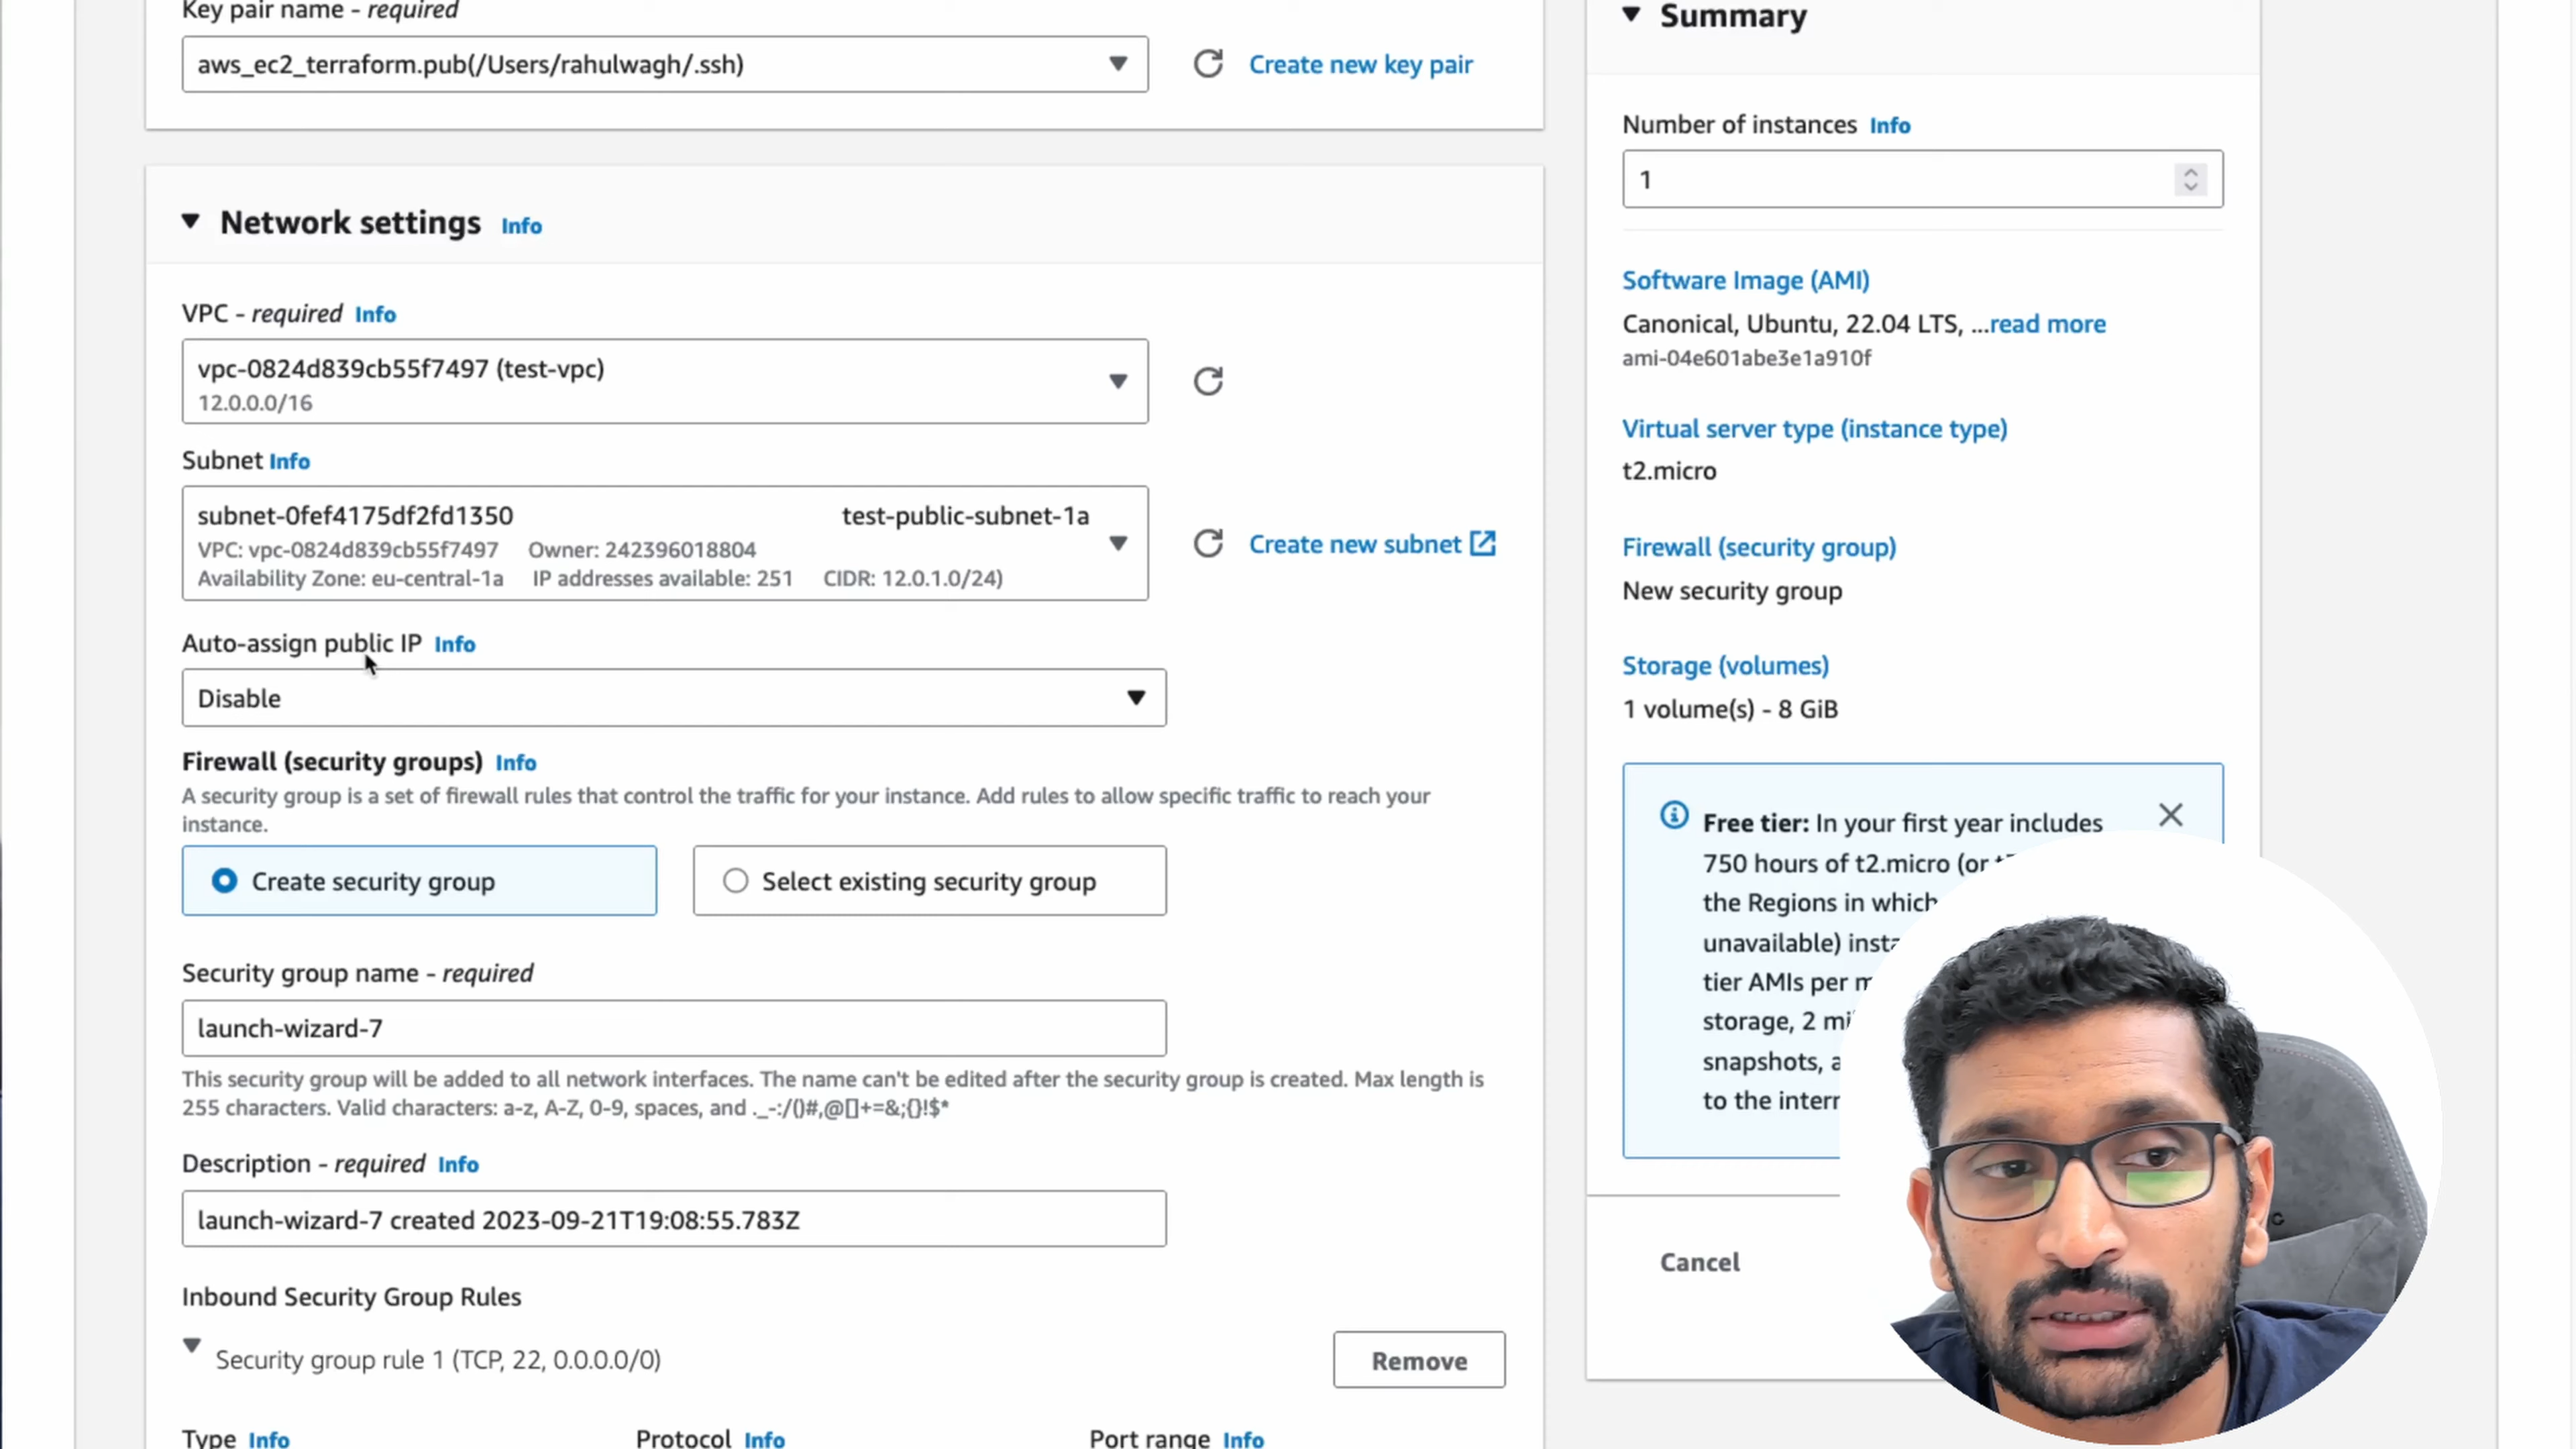 Key pair name - required
aws_ec2_terraform.pub(/Users/rahulwagh/.ssh)
Create new key pair
Network settings Info
VPC - required Info
vpc-0824d839cb55f7497 (test-vpc)
12.0.0.0/16
Subnet Info
subnet-0fef4175df2fd1350 test-public-subnet-1a
VPC: vpc-0824d839cb55f7497 Owner: 242396018804
Availability Zone: eu-central-1a IP addresses available: 251 CIDR: 12.0.1.0/24)
Create new subnet
Auto-assign public IP Info
Disable
Firewall (security groups) Info
A security group is a set of firewall rules that control the traffic for your instance. Add rules to allow specific traffic to reach your
instance.
Create security group
Select existing security group
Security group name - required
launch-wizard-7
This security group will be added to all network interfaces. The name can't be edited after the security group is created. Max length is
255 characters. Valid characters: a-z, A-Z, 0-9, spaces, and ._-:/()#,@[]+=&;{}!$*
Description - required Info
launch-wizard-7 created 2023-09-21T19:08:55.783Z
Inbound Security Group Rules
Security group rule 1 (TCP, 22, 0.0.0.0/0)
Remove
Type Info
Protocol Info
Port range Info
Summary
Number of instances Info
1
Software Image (AMI)
Canonical, Ubuntu, 22.04 LTS, ...read more
ami-04e601abe3e1a910f
Virtual server type (instance type)
t2.micro
Firewall (security group)
New security group
Storage (volumes)
1 volume(s) - 8 GiB
Free tier: In your first year includes
750 hours of t2.micro (or
the Regions in which
unavailable)
tier AMIs per
storage, 2
snapshots,
to the
Cancel